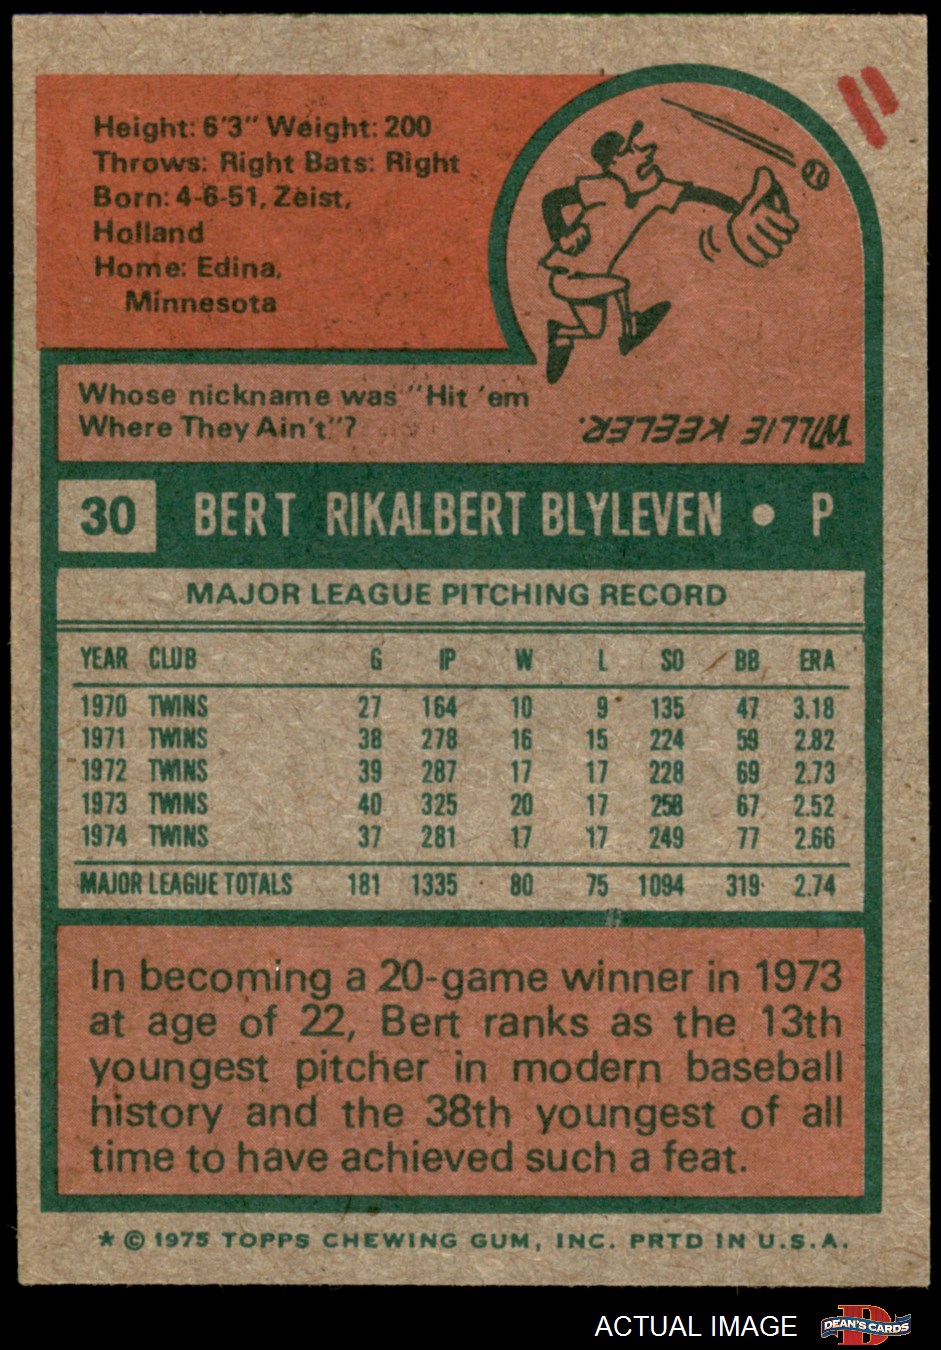 Height: 6'3" Weight: 200
Throws: Right Bats: Right
Born: 4-6-51, Zeist,
Holland
Home: Edina,
Minnesota
Whose nickname was "Hit 'em
Where They Ain't"?
WILLIE KEELER.
30 BERT RIKALBERT BLYLEVEN • P
MAJOR LEAGUE PITCHING RECORD
YEAR CLUB G IP W L SO BB ERA
1970 TWINS 27 164 10 9 135 47 3.18
1971 TWINS 38 278 16 15 224 59 2.82
1972 TWINS 39 287 17 17 228 69 2.73
1973 TWINS 40 325 20 17 258 67 2.52
1974 TWINS 37 281 17 17 249 77 2.66
MAJOR LEAGUE TOTALS 181 1335 80 75 1094 319 2.74
In becoming a 20-game winner in 1973
at age of 22, Bert ranks as the 13th
youngest pitcher in modern baseball
history and the 38th youngest of all
time to have achieved such a feat.
* © 1975 TOPPS CHEWING GUM, INC. PRTD IN U.S.A.
ACTUAL IMAGE
D
DEAN'S CARDS